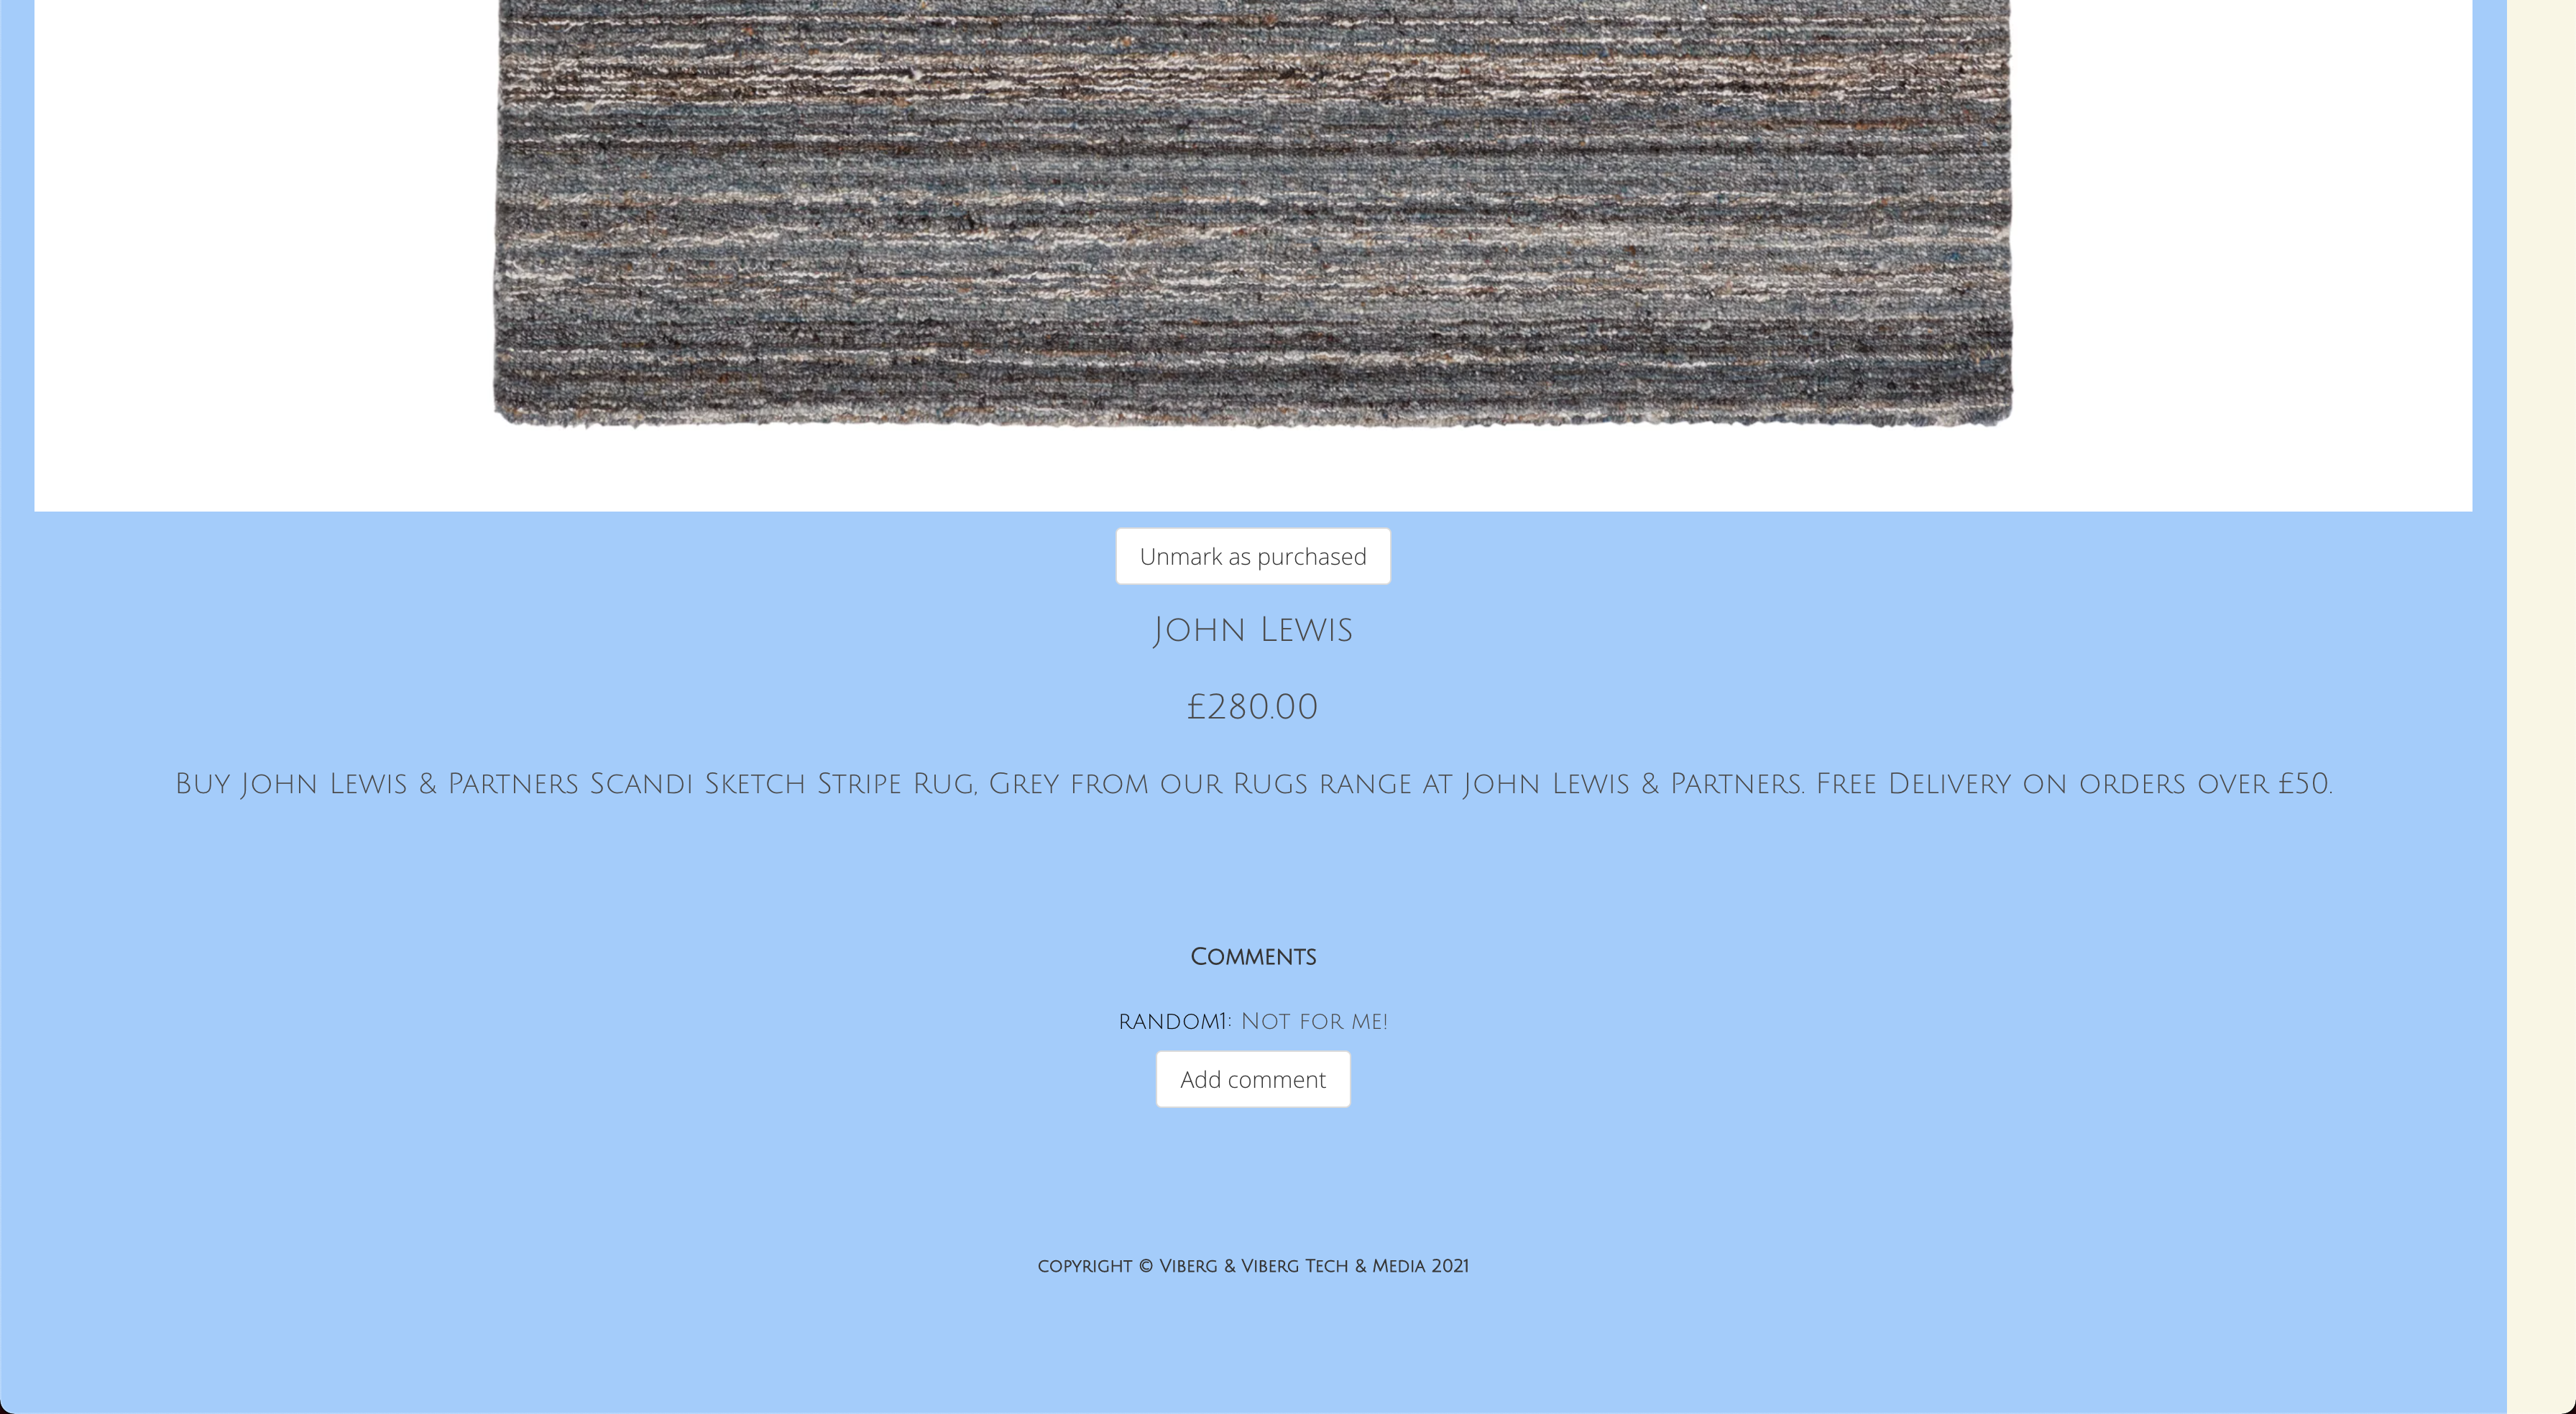 Unmark as purchased
John Lewis
£280.00
Buy John Lewis & Partners Scandi Sketch Stripe Rug, Grey from our Rugs range at John Lewis & Partners. Free Delivery on orders over £50.
Comments
random1: Not for me!
Add comment
copyright © Viberg & Viberg Tech & Media 2021